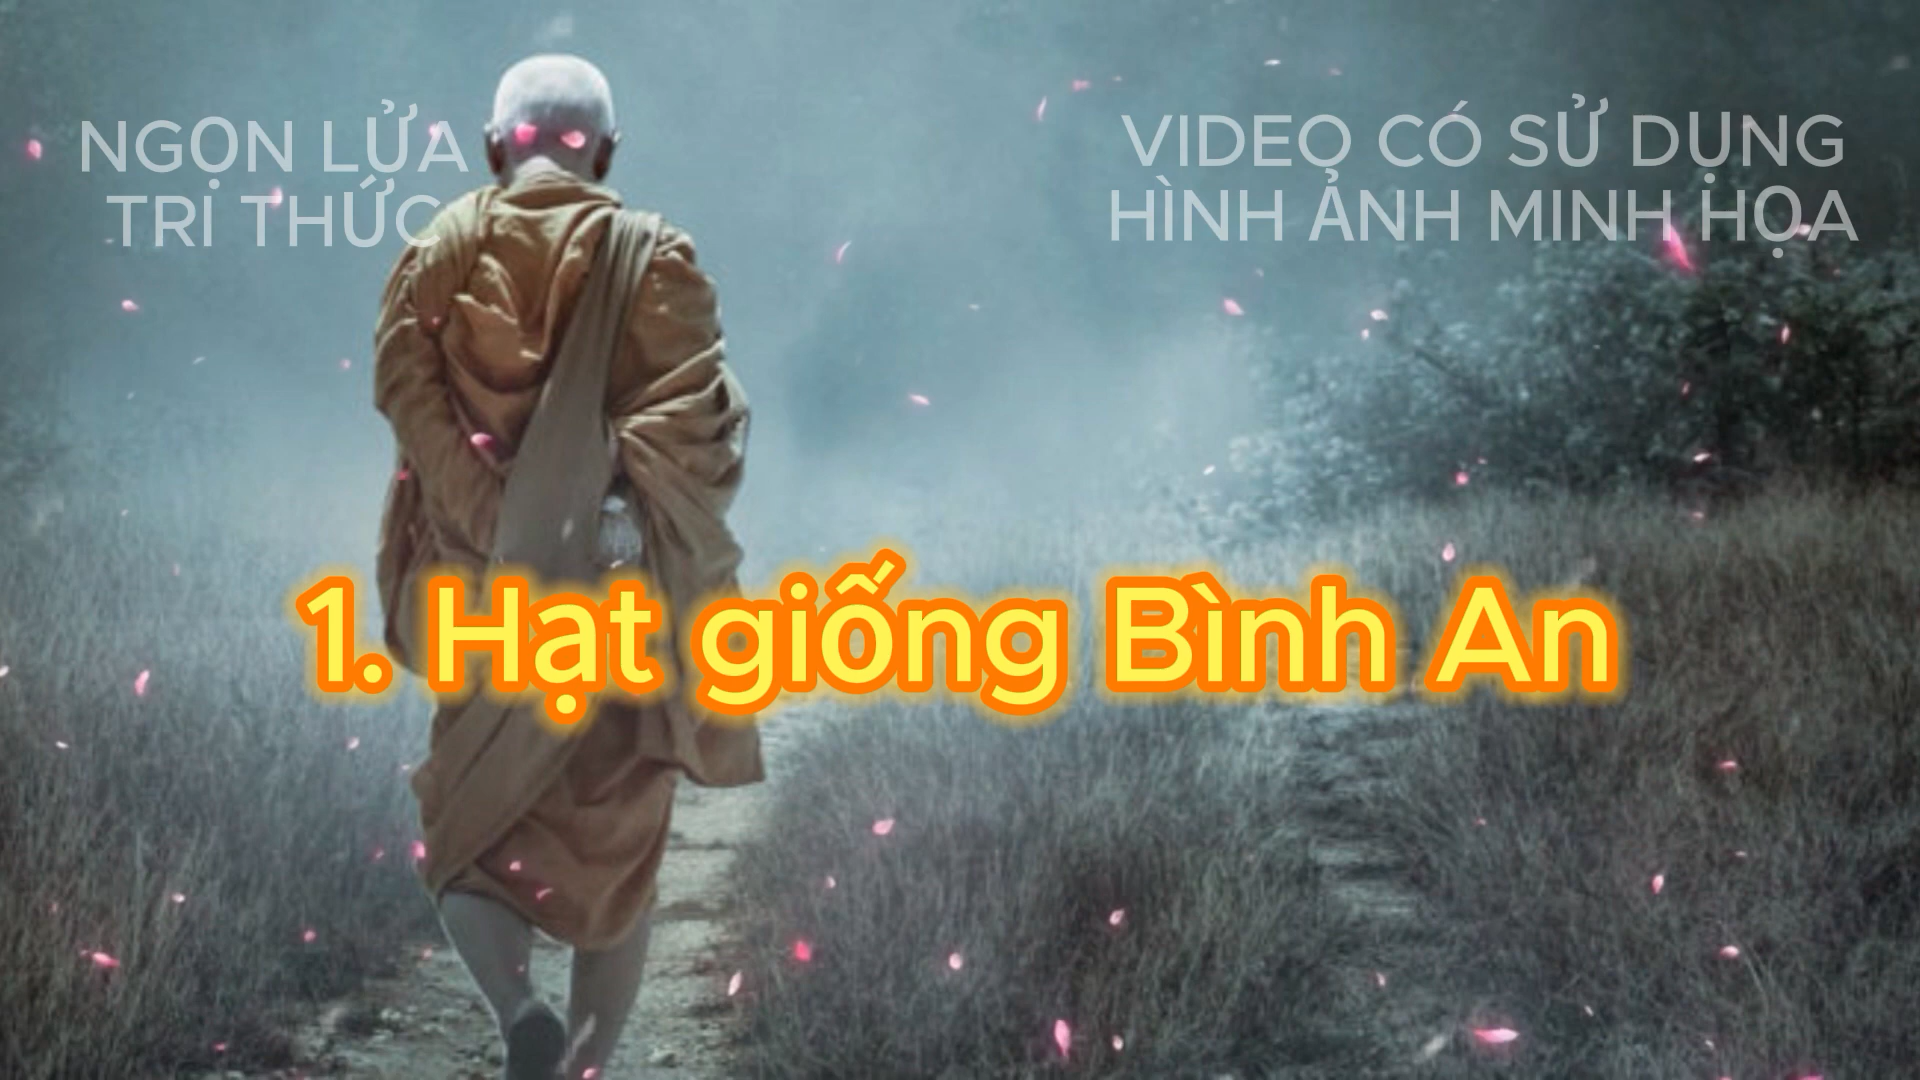 NGỌN LỬA
TRI THỨC
VIDEO CÓ SỬ DỤNG
HÌNH ẢNH MINH HỌA
1. Hạt giống Bình An